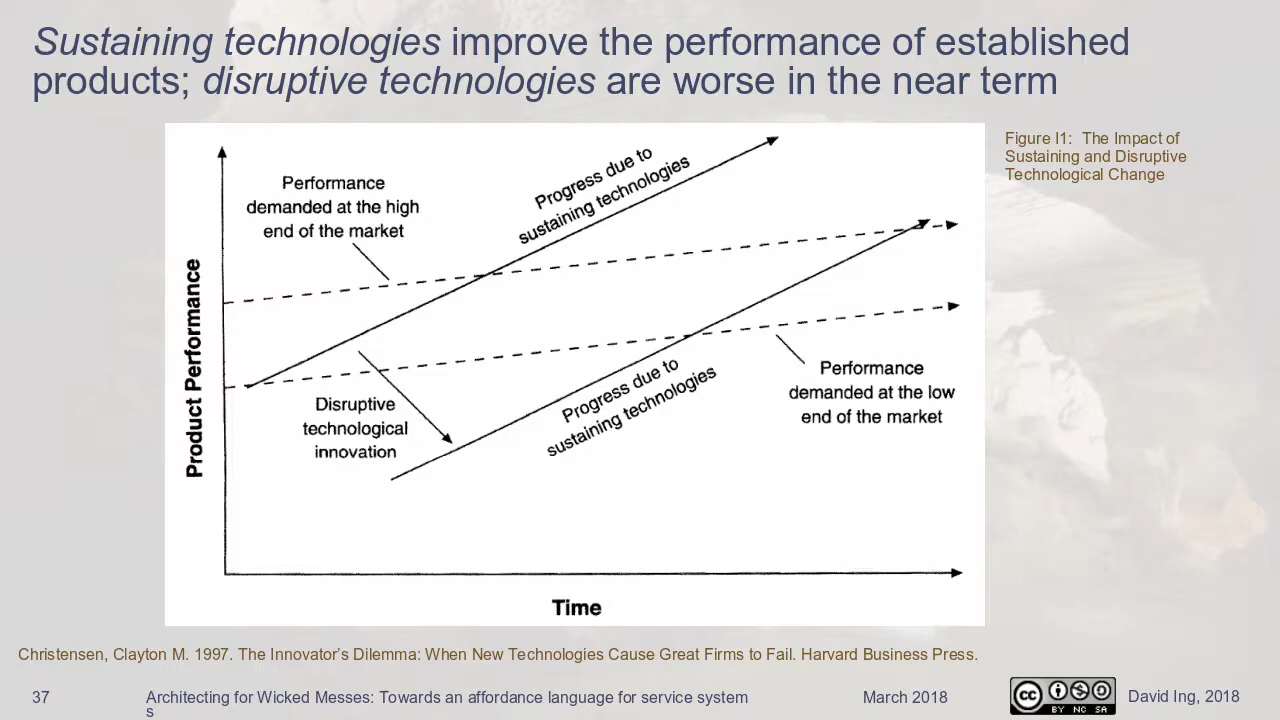 Sustaining technologies improve the performance of established
products; disruptive technologies are worse in the near term
Figure I1: The Impact of
Sustaining and Disruptive
Technological Change
Performance
demanded at the high
end of the market
Progress due to
sustaining technologies
Product Performance
Disruptive
technological
innovation
Progress due to
sustaining technologies
Performance
demanded at the low
end of the market
Time
Christensen, Clayton M. 1997. The Innovator’s Dilemma: When New Technologies Cause Great Firms to Fail. Harvard Business Press.
37
Architecting for Wicked Messes: Towards an affordance language for service system
s
March 2018
cc
BY NC SA
David Ing, 2018